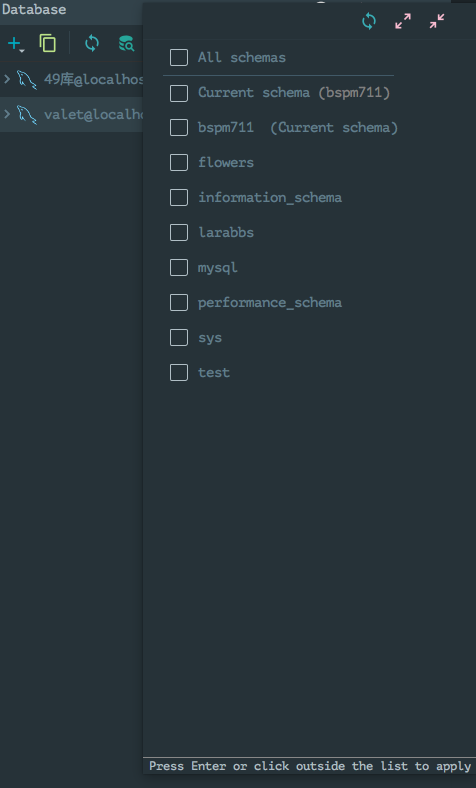 Database
49库@localhos
valet@localho
All schemas
Current schema (bspm711)
bspm711 (Current schema)
flowers
information_schema
larabbs
mysql
performance_schema
sys
test
Press Enter or click outside the list to apply